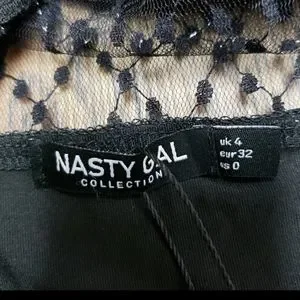 NASTY GAL
COLLECTION
uk 4
eur 32
us 0